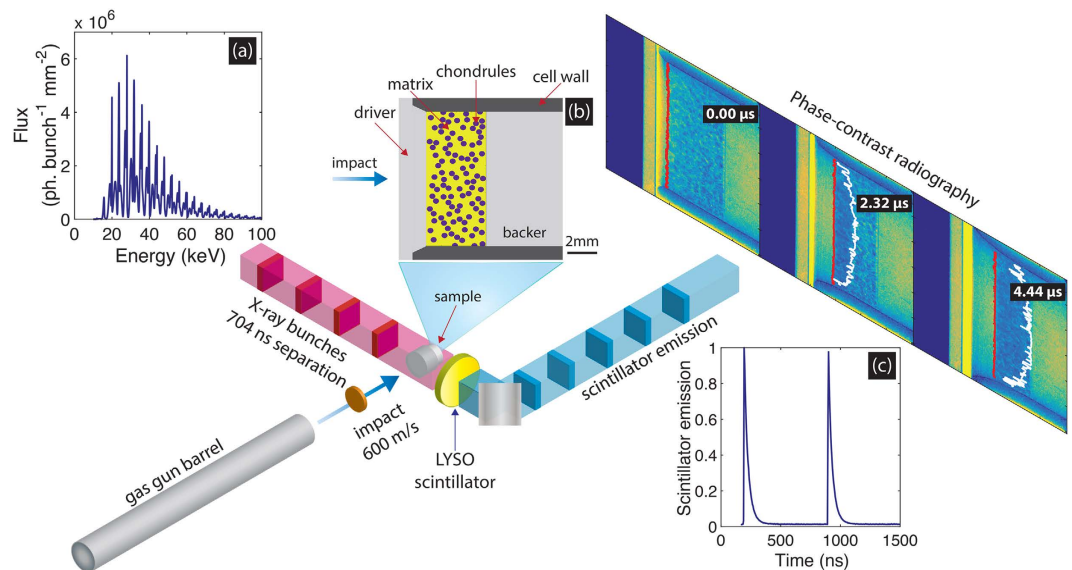 × 10⁶
(a)
6
4
2
0
Flux
(ph. bunch⁻¹ mm⁻²)
0 20 40 60 80 100
Energy (keV)
matrix
chondrules
cell wall
(b)
driver
impact
backer
2mm
0.00 µs
2.32 µs
4.44 µs
Phase-contrast radiography
X-ray bunches
704 ns separation
sample
scintillator emission
impact
600 m/s
LYSO
scintillator
gas gun barrel
(c)
1
0.8
0.6
0.4
0.2
0
Scintillator emission
0 500 1000 1500
Time (ns)